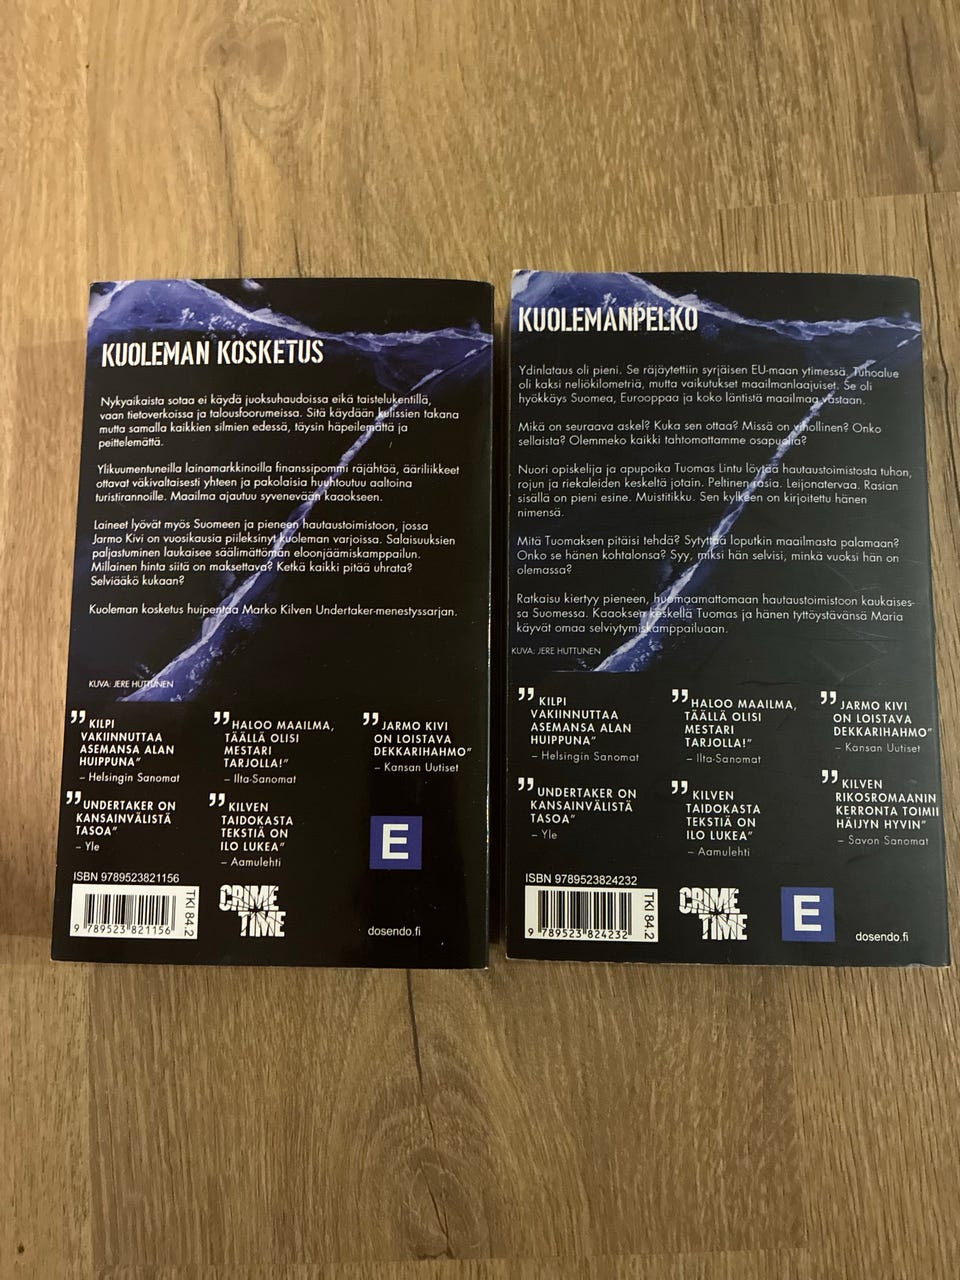 KUOLEMAN KOSKETUS
Nykyaikaista sotaa ei käydä juoksuhaudoissa eikä taistelukentillä,
vaan tietoverkoissa ja talousfoorumeissa. Sitä käydään kulissien takana
mutta samalla kaikkien silmien edessä, täysin häpeilemättä ja
peittelemättä.
Ylikuumentuneilla lainamarkkinoilla finanssipommi räjähtää, ääriliikkeet
ottavat väkivaltaisesti yhteen ja pakolaisia huuhtoutuu aaltoina
turistirannoille. Maailma ajautuu syvenevään kaaokseen.
Laineet lyövät myös Suomeen ja pieneen hautaustoimistoon, jossa
Jarmo Kivi on vuosikausia piileksinyt kuoleman varjoissa. Salaisuuksien
paljastuminen laukaisee säälimättömän eloonjäämiskamppailun.
Millainen hinta siitä on maksettava? Ketkä kaikki pitää uhrata?
Selviääkö kukaan?
Kuoleman kosketus huipentaa Marko Kilven Undertaker-menestyssarjan.
KUVA: JERE HUTTUNEN
”KILPI
VAKIINNUTTAA
ASEMANSA ALAN
HUIPPUNA”
– Helsingin Sanomat
”HALOO MAAILMA,
TÄÄLLÄ OLISI
MESTARI
TARJOLLA!”
– Ilta-Sanomat
”JARMO KIVI
ON LOISTAVA
DEKKARIHAHMO”
– Kansan Uutiset
”UNDERTAKER ON
KANSAINVÄLISTÄ
TASOA”
– Yle
”KILVEN
TAIDOKASTA
TEKSTIÄ ON
ILO LUKEA”
– Aamulehti
E
ISBN 9789523821156
9 789523 821156
TKI 84.2
CRIME
TIME
dosendo.fi
KUOLEMANPELKO
Ydinlataus oli pieni. Se räjäytettiin syrjäisen EU-maan ytimessä. Tuhoalue
oli kaksi neliökilometriä, mutta vaikutukset maailmanlaajuiset. Se oli
hyökkäys Suomea, Eurooppaa ja koko läntistä maailmaa vastaan.
Mikä on seuraava askel? Kuka sen ottaa? Missä on vihollinen? Onko
sellaista? Olemmeko kaikki tahtomattamme osapuolia?
Nuori opiskelija ja apupoika Tuomas Lintu löytää hautaustoimistosta tuhon,
rojun ja riekaleiden keskeltä jotain. Peltinen rasia. Leijonatervaa. Rasian
sisällä on pieni esine. Muistitikku. Sen kylkeen on kirjoitettu hänen
nimensä.
Mitä Tuomaksen pitäisi tehdä? Sytyttää loputkin maailmasta palamaan?
Onko se hänen kohtalonsa? Syy, miksi hän selvisi, minkä vuoksi hän on
olemassa?
Ratkaisu kiertyy pieneen, huomaamattomaan hautaustoimistoon kaukaises-
sa Suomessa. Kaaoksen keskellä Tuomas ja hänen tyttöystävänsä Maria
käyvät omaa selviytymiskamppailuaan.
KUVA: JERE HUTTUNEN
”KILPI
VAKIINNUTTAA
ASEMANSA ALAN
HUIPPUNA”
– Helsingin Sanomat
”HALOO MAAILMA,
TÄÄLLÄ OLISI
MESTARI
TARJOLLA!”
– Ilta-Sanomat
”JARMO KIVI
ON LOISTAVA
DEKKARIHAHMO”
– Kansan Uutiset
”UNDERTAKER ON
KANSAINVÄLISTÄ
TASOA”
– Yle
”KILVEN
TAIDOKASTA
TEKSTIÄ ON
ILO LUKEA”
– Aamulehti
”KILVEN
RIKOSROMAANIN
KERRONTA TOIMII
HÄIJYN HYVIN”
– Savon Sanomat
ISBN 9789523824232
9 789523 824232
TKI 84.2
CRIME
TIME
E
dosendo.fi